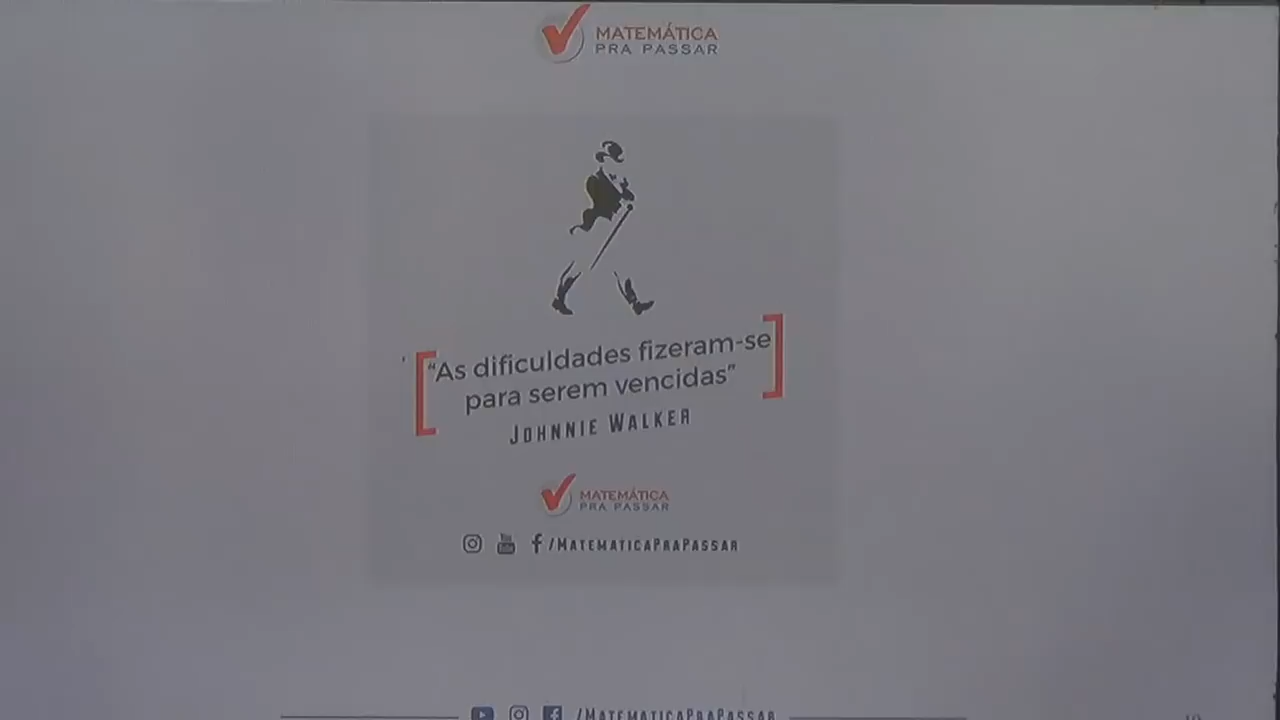 MATEMÁTICA
PRA PASSAR
“As dificuldades fizeram-se
para serem vencidas”
JOHNNIE WALKER
MATEMÁTICA
PRA PASSAR
/MATEMATICAPRAPASSAR
/MATEMATICAPRAPASSAR